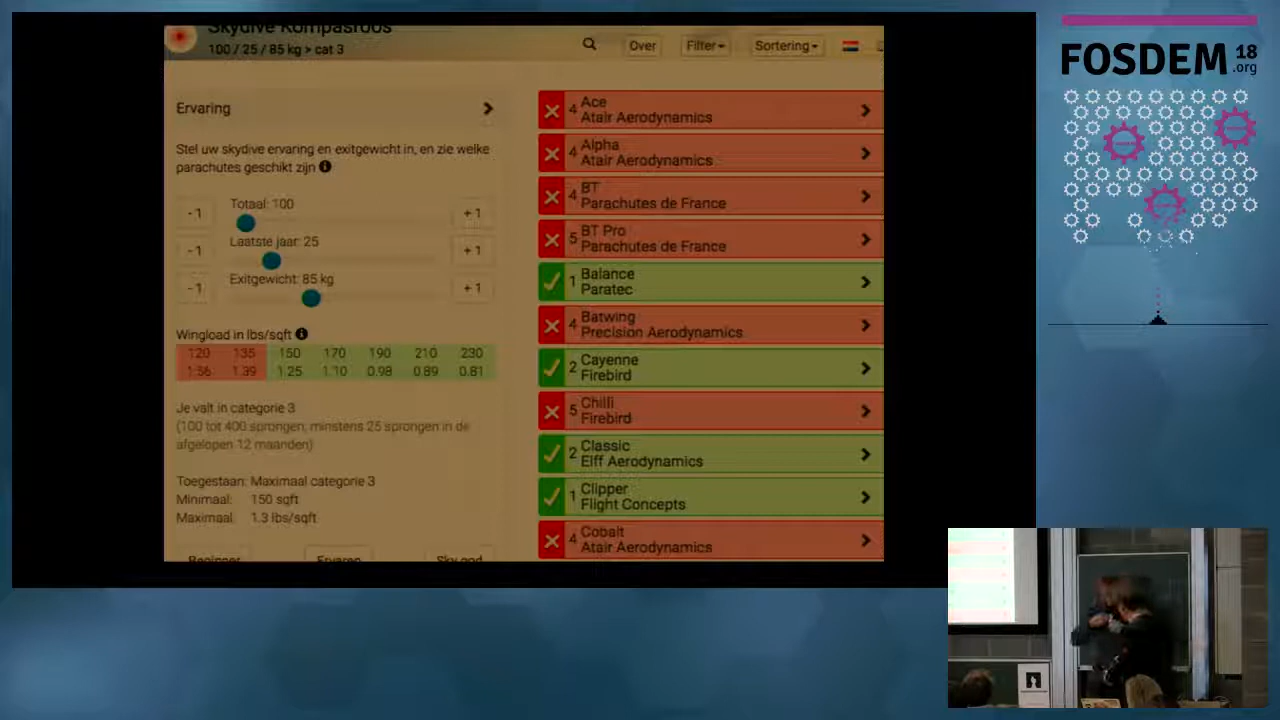 Skydive Kompasroos
100 / 25 / 85 kg > cat 3
Over
Filter
Sortering
Ervaring
Stel uw skydive ervaring en exitgewicht in, en zie welke
parachutes geschikt zijn
Totaal: 100
- 1
+ 1
Laatste jaar: 25
- 1
+ 1
Exitgewicht: 85 kg
- 1
+ 1
Wingload in lbs/sqft
120 135 150 170 190 210 230
1.56 1.39 1.25 1.10 0.98 0.89 0.81
Je valt in categorie 3
(100 tot 400 sprongen, minstens 25 sprongen in de
afgelopen 12 maanden)
Toegestaan: Maximaal categorie 3
Minimaal: 150 sqft
Maximaal: 1.3 lbs/sqft
Beginner Ervaren Sky god
4 Ace
Atair Aerodynamics
4 Alpha
Atair Aerodynamics
4 BT
Parachutes de France
5 BT Pro
Parachutes de France
1 Balance
Paratec
4 Batwing
Precision Aerodynamics
2 Cayenne
Firebird
5 Chilli
Firebird
2 Classic
Elff Aerodynamics
1 Clipper
Flight Concepts
4 Cobalt
Atair Aerodynamics
FOSDEM 18
.org